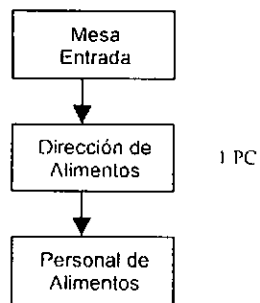 Mesa
Entrada
Dirección de
Alimentos
1 PC
Personal de
Alimentos